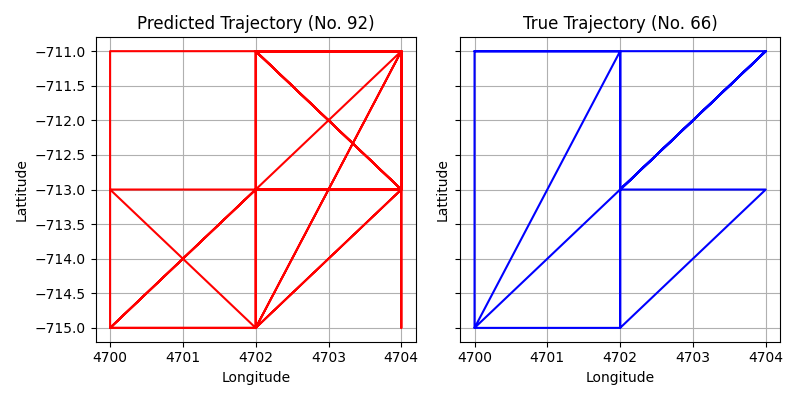 Predicted Trajectory (No. 92)
−711.0
−711.5
−712.0
−712.5
−713.0
−713.5
−714.0
−714.5
−715.0
Lattitude
4700 4701 4702 4703 4704
Longitude
True Trajectory (No. 66)
Lattitude
4700 4701 4702 4703 4704
Longitude